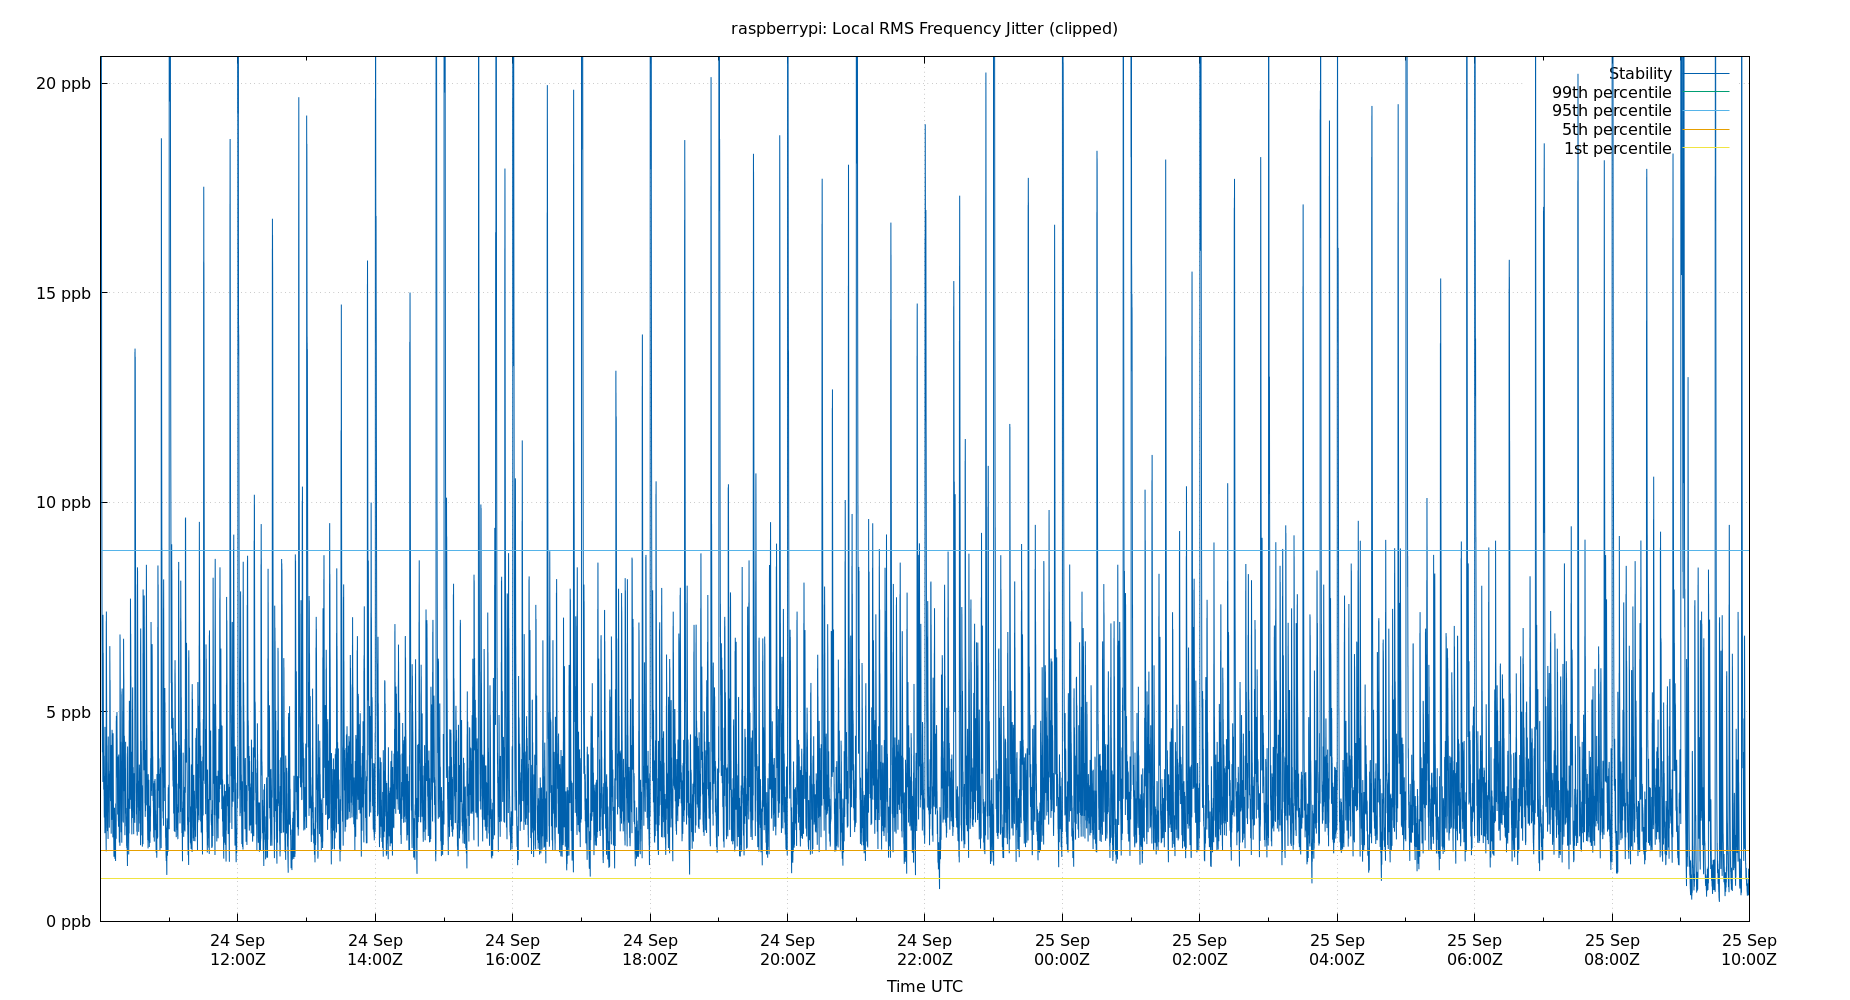 raspberrypi: Local RMS Frequency Jitter (clipped)
20 ppb
15 ppb
10 ppb
5 ppb
0 ppb
Stability
99th percentile
95th percentile
5th percentile
1st percentile
24 Sep 24 Sep 24 Sep 24 Sep 24 Sep 24 Sep 25 Sep 25 Sep 25 Sep 25 Sep 25 Sep 25 Sep
12:00Z 14:00Z 16:00Z 18:00Z 20:00Z 22:00Z 00:00Z 02:00Z 04:00Z 06:00Z 08:00Z 10:00Z
Time UTC